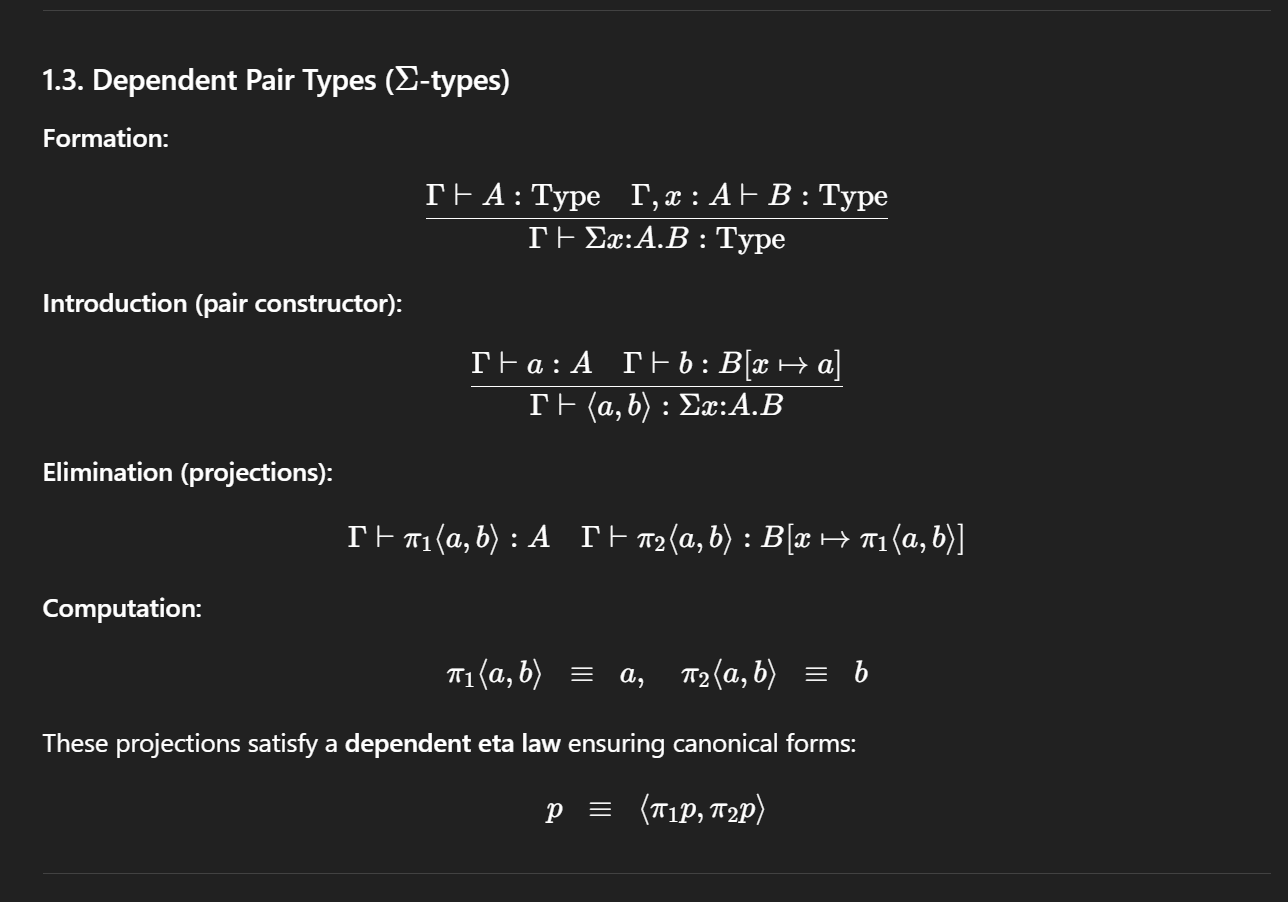 1.3. Dependent Pair Types (Σ-types)
Formation:
Γ ⊢ A : Type   Γ, x : A ⊢ B : Type
Γ ⊢ Σx:A.B : Type
Introduction (pair constructor):
Γ ⊢ a : A   Γ ⊢ b : B[x ↦ a]
Γ ⊢ ⟨a, b⟩ : Σx:A.B
Elimination (projections):
Γ ⊢ π₁⟨a, b⟩ : A   Γ ⊢ π₂⟨a, b⟩ : B[x ↦ π₁⟨a, b⟩]
Computation:
π₁⟨a, b⟩ ≡ a,   π₂⟨a, b⟩ ≡ b
These projections satisfy a dependent eta law ensuring canonical forms:
p ≡ ⟨π₁p, π₂p⟩